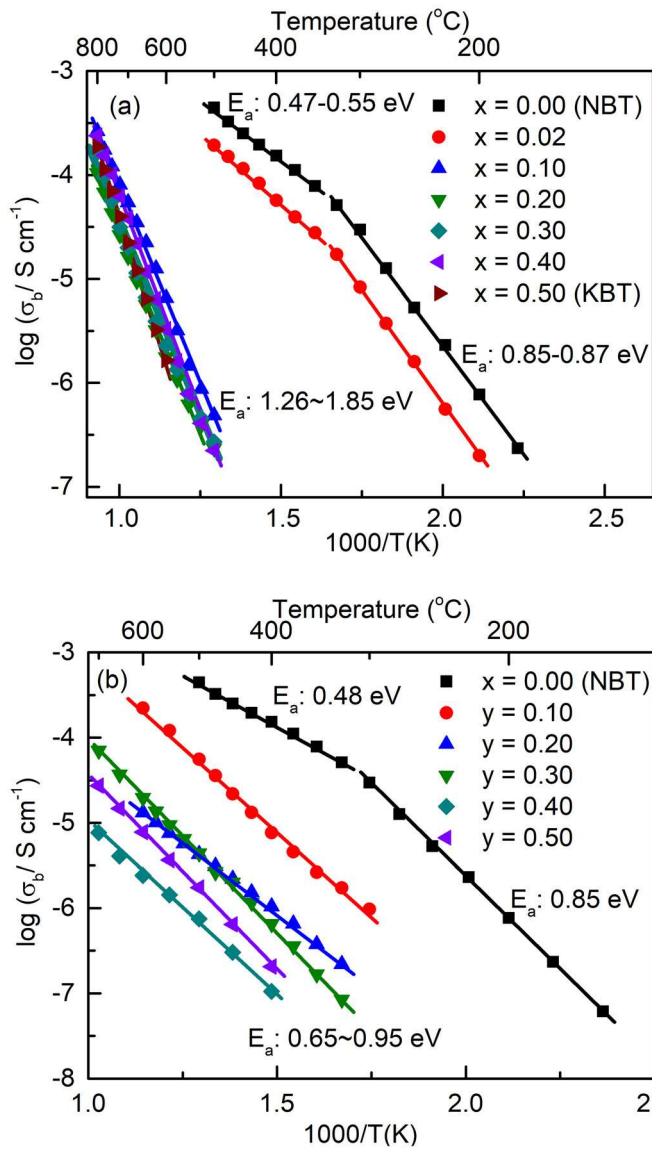 Temperature (°C)
800 600 400 200
-3
(a)
Eₐ: 0.47-0.55 eV
x = 0.00 (NBT)
x = 0.02
-4
x = 0.10
x = 0.20
x = 0.30
-5
x = 0.40
x = 0.50 (KBT)
log (σ_b/ S cm⁻¹)
Eₐ: 0.85-0.87 eV
-6
Eₐ: 1.26~1.85 eV
-7
1.0 1.5 2.0 2.5
1000/T(K)
Temperature (°C)
600 400 200
-3
(b)
Eₐ: 0.48 eV
x = 0.00 (NBT)
y = 0.10
-4
y = 0.20
y = 0.30
y = 0.40
-5
y = 0.50
log (σ_b/ S cm⁻¹)
-6
Eₐ: 0.85 eV
-7
Eₐ: 0.65~0.95 eV
-8
1.0 1.5 2.0 2
1000/T(K)